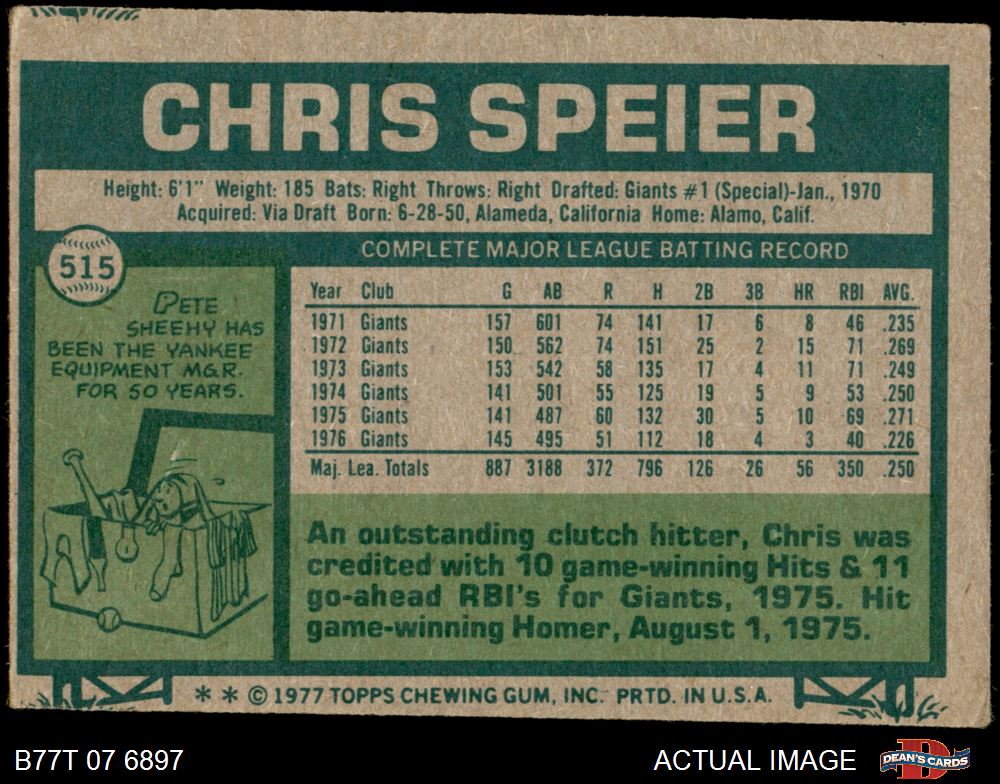 CHRIS SPEIER
Height: 6'1" Weight: 185 Bats: Right Throws: Right Drafted: Giants #1 (Special)-Jan., 1970
Acquired: Via Draft Born: 6-28-50, Alameda, California Home: Alamo, Calif.
515
PETE
SHEEHY HAS
BEEN THE YANKEE
EQUIPMENT MGR.
FOR 50 YEARS.
COMPLETE MAJOR LEAGUE BATTING RECORD
Year Club G AB R H 2B 3B HR RBI AVG.
1971 Giants 157 601 74 141 17 6 8 46 .235
1972 Giants 150 562 74 151 25 2 15 71 .269
1973 Giants 153 542 58 135 17 4 11 71 .249
1974 Giants 141 501 55 125 19 5 9 53 .250
1975 Giants 141 487 60 132 30 5 10 69 .271
1976 Giants 145 495 51 112 18 4 3 40 .226
Maj. Lea. Totals 887 3188 372 796 126 26 56 350 .250
An outstanding clutch hitter, Chris was
credited with 10 game-winning Hits & 11
go-ahead RBI's for Giants, 1975. Hit
game-winning Homer, August 1, 1975.
* * © 1977 TOPPS CHEWING GUM, INC. PRTD. IN U.S.A.
B77T 07 6897
ACTUAL IMAGE
DEAN'S CARDS